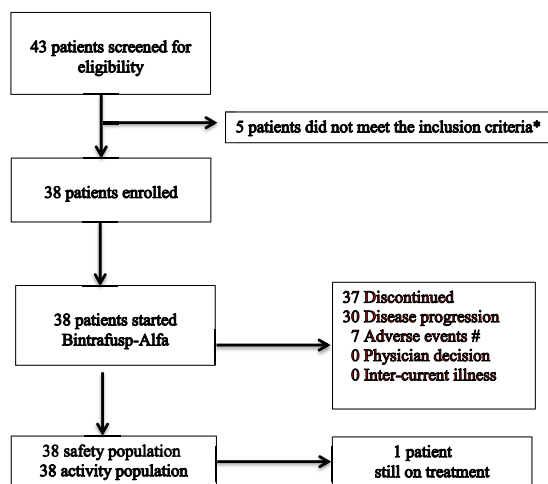 43 patients screened for
eligibility
5 patients did not meet the inclusion criteria*
38 patients enrolled
38 patients started
Bintrafusp-Alfa
37 Discontinued
30 Disease progression
7 Adverse events #
0 Physician decision
0 Inter-current illness
38 safety population
38 activity population
1 patient
still on treatment